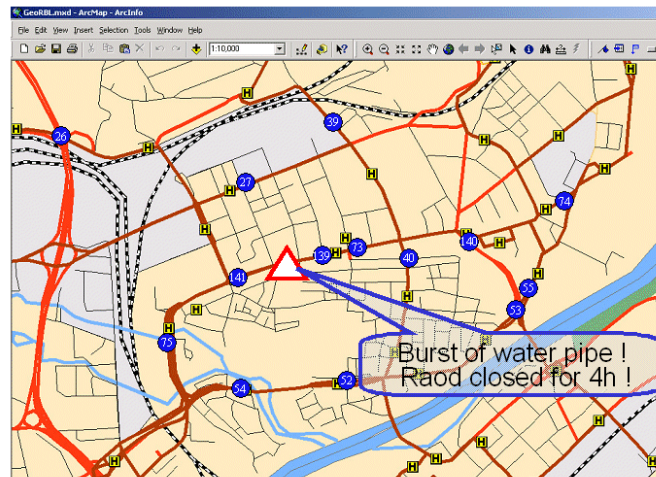 GeoRBL.mxd - ArcMap - ArcInfo
File Edit View Insert Selection Tools Window Help
1:10,000
H
26
H
39
H
H
H
H
27
H
H
H
H
74
H
H
139
H
73
140
H
H
40
141
H
H
H
55
53
H
H
75
H
Burst of water pipe !
Raod closed for 4h !
54
H
52
H
H
H
H
H
H